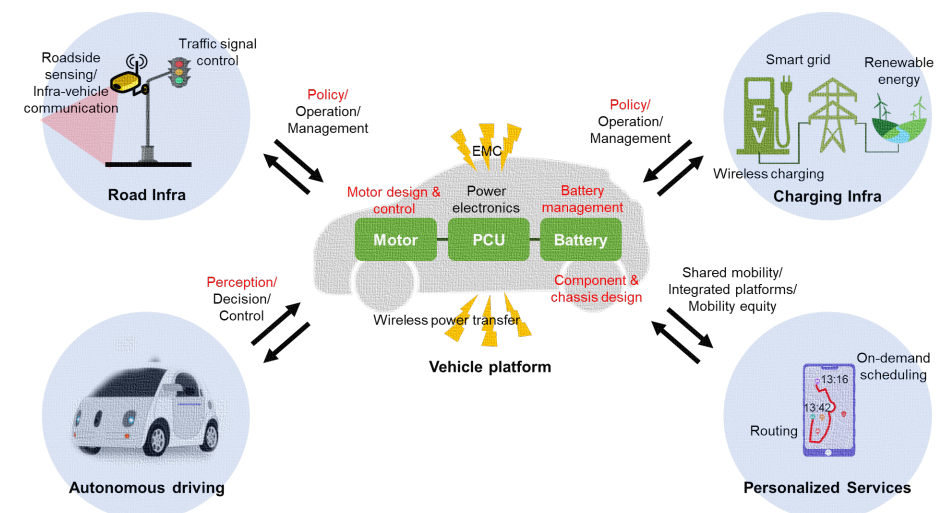 Roadside
sensing/
Infra-vehicle
communication
Traffic signal
control
Road Infra
Policy/
Operation/
Management
Policy/
Operation/
Management
Smart grid
Renewable
energy
EV
Wireless charging
Charging Infra
EMC
Motor design &
control
Power
electronics
Battery
management
Motor
PCU
Battery
Component &
chassis design
Wireless power transfer
Vehicle platform
Perception/
Decision/
Control
Autonomous driving
Shared mobility/
Integrated platforms/
Mobility equity
On-demand
scheduling
13:16
13:42
Routing
Personalized Services